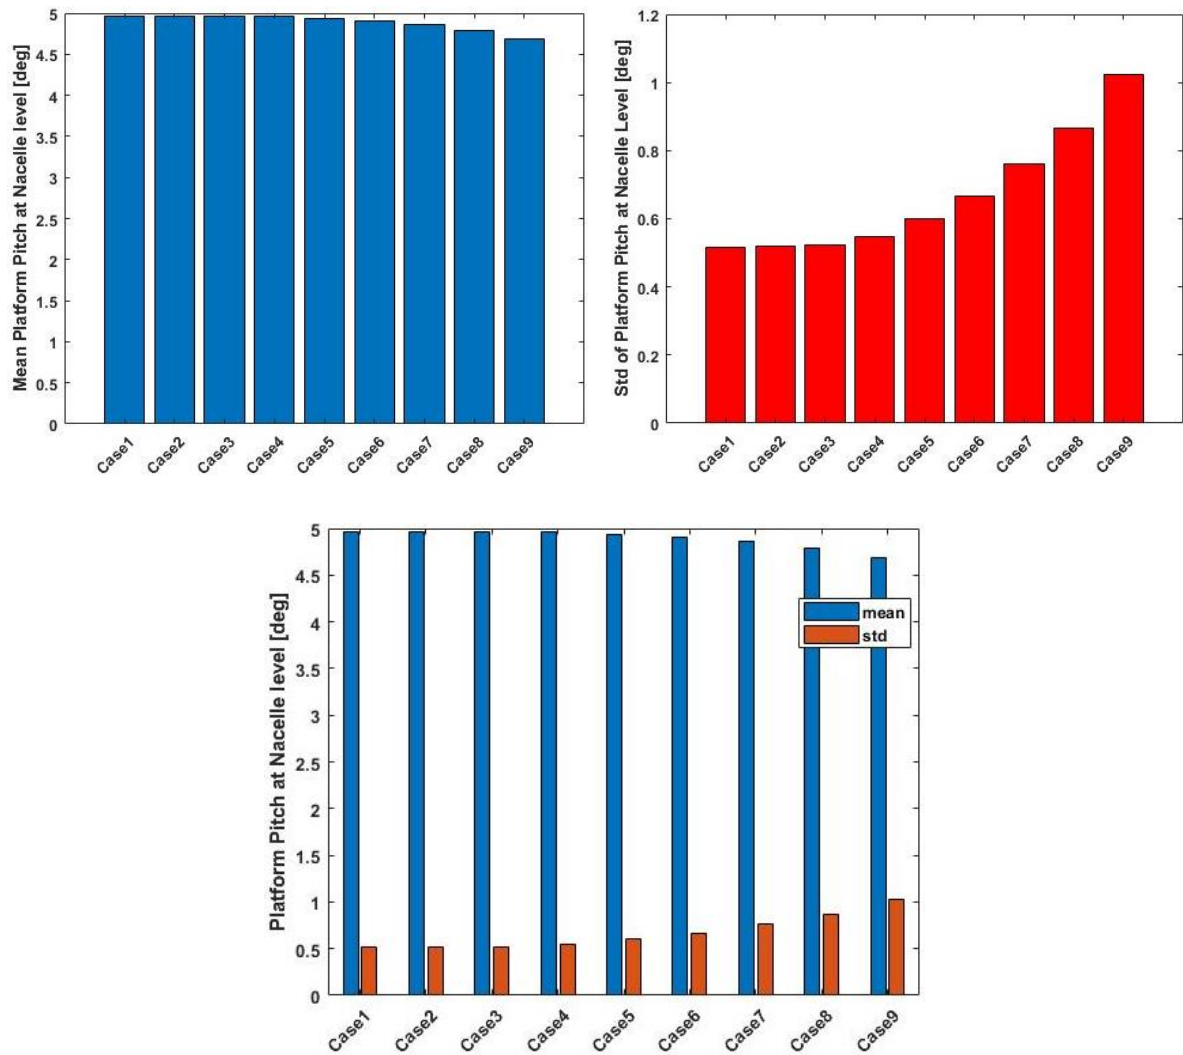 Mean Platform Pitch at Nacelle level [deg]
5
4.5
4
3.5
3
2.5
2
1.5
1
0.5
0
Case1
Case2
Case3
Case4
Case5
Case6
Case7
Case8
Case9
Std of Platform Pitch at Nacelle Level [deg]
1.2
1
0.8
0.6
0.4
0.2
0
Case1
Case2
Case3
Case4
Case5
Case6
Case7
Case8
Case9
Platform Pitch at Nacelle level [deg]
5
4.5
4
3.5
3
2.5
2
1.5
1
0.5
0
mean
std
Case1
Case2
Case3
Case4
Case5
Case6
Case7
Case8
Case9